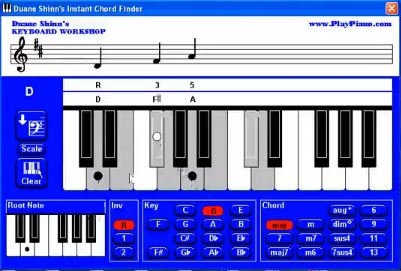 Duane Shinn's Instant Chord Finder
Duane Shinn's
KEYBOARD WORKSHOP
www.PlayPiano.com
D
R 3 5
D F# A
Scale
Clear
Root Note
Inv
R
1
2
Key
C D E
F G A B
C# D♭ E♭
F# G♭ A♭ B♭
Chord
maj m aug+ 6
7 m7 dim° 9
maj7 m6 sus4 11
7sus4 13